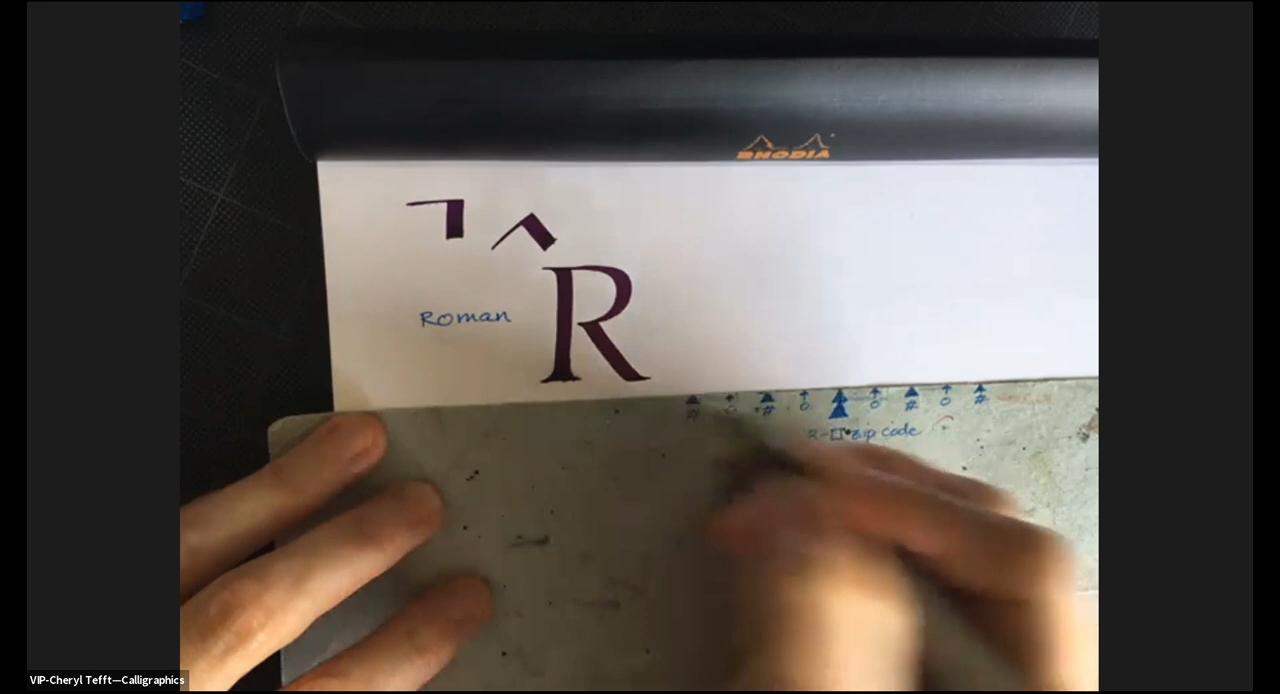 RHODIA
R
Roman
# o # o o # o #
R-□ zip code
VIP-Cheryl Tefft—Calligraphics